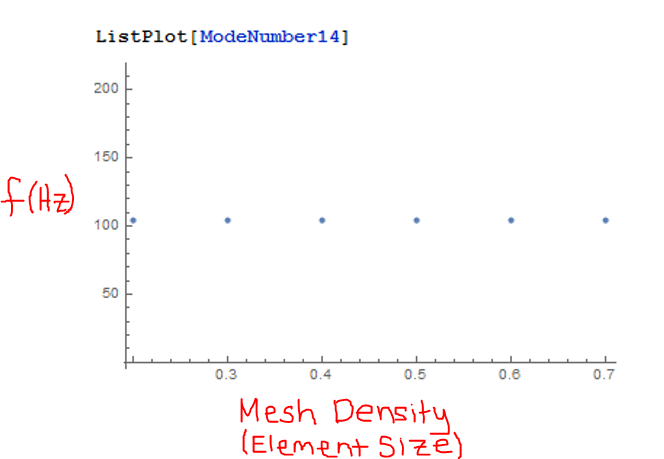 ListPlot[ModeNumber14]
200
150
f(Hz)
100
50
0.3 0.4 0.5 0.6 0.7
Mesh Density
(Element Size)